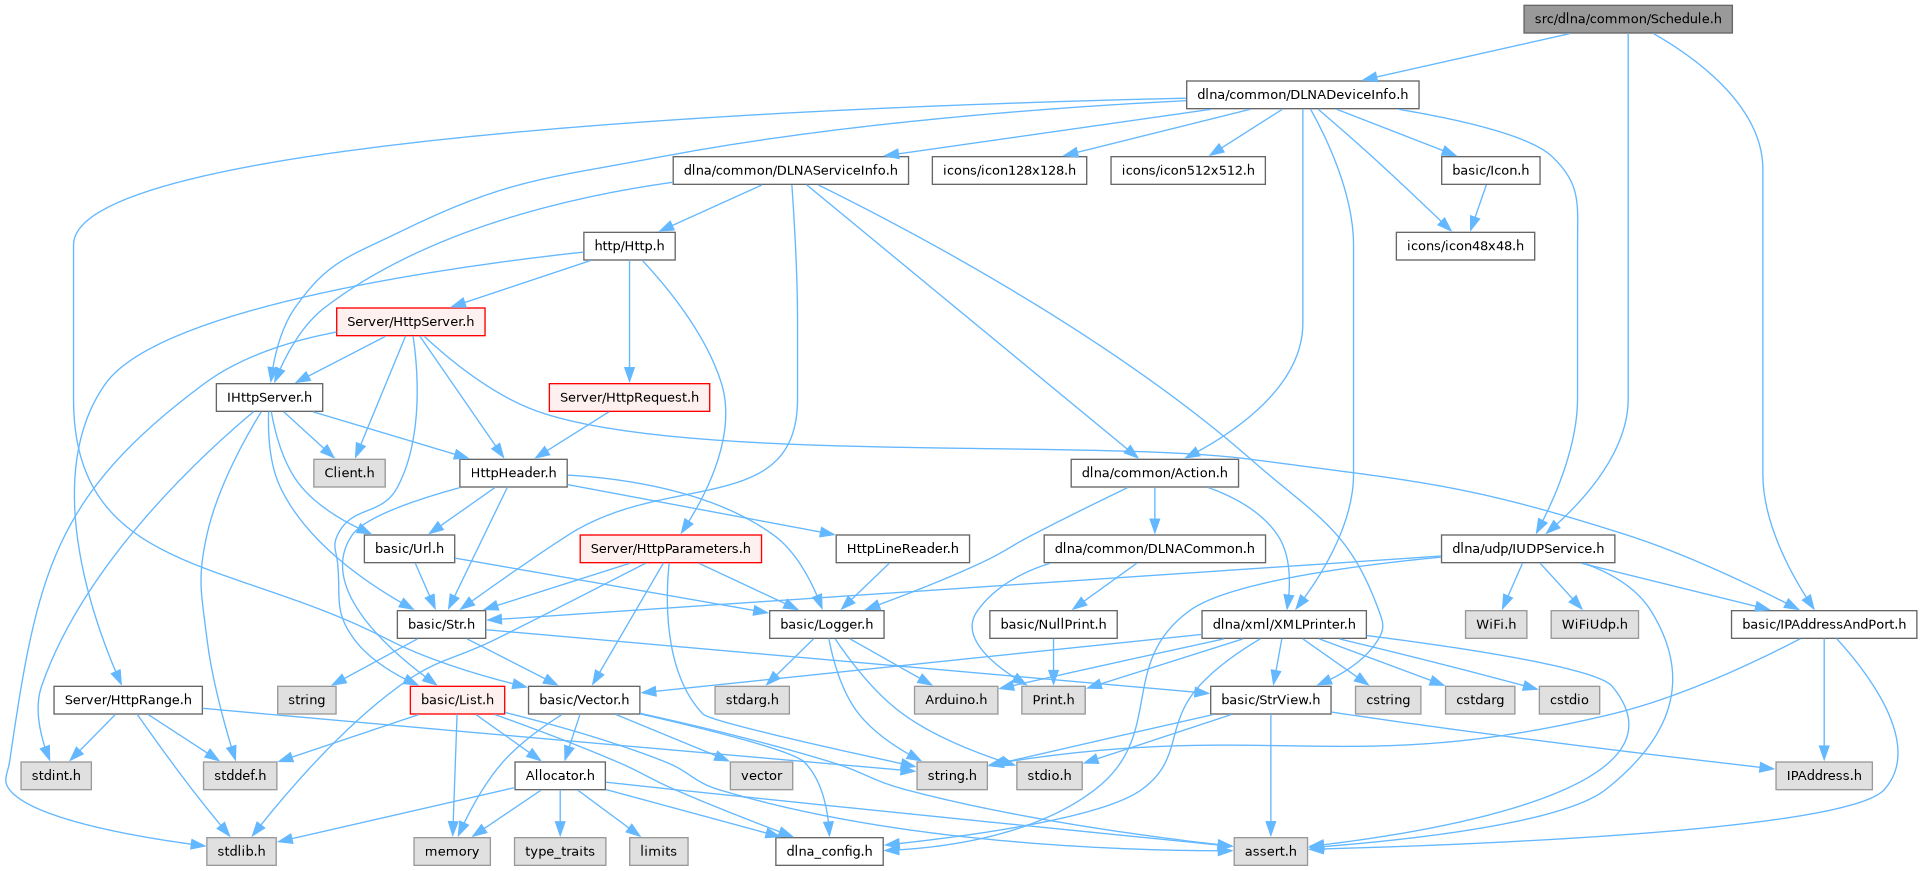 src/dlna/common/Schedule.h
dlna/common/DLNADeviceInfo.h
dlna/common/DLNAServiceInfo.h
icons/icon128x128.h
icons/icon512x512.h
basic/Icon.h
http/Http.h
icons/icon48x48.h
Server/HttpServer.h
IHttpServer.h
Server/HttpRequest.h
Client.h
HttpHeader.h
dlna/common/Action.h
basic/Url.h
Server/HttpParameters.h
HttpLineReader.h
dlna/common/DLNACommon.h
dlna/udp/IUDPService.h
basic/Str.h
basic/Logger.h
basic/NullPrint.h
dlna/xml/XMLPrinter.h
WiFi.h
WiFiUdp.h
basic/IPAddressAndPort.h
Server/HttpRange.h
string
basic/List.h
basic/Vector.h
stdarg.h
Arduino.h
Print.h
basic/StrView.h
cstring
cstdarg
cstdio
stdint.h
stddef.h
Allocator.h
vector
string.h
stdio.h
IPAddress.h
stdlib.h
memory
type_traits
limits
dlna_config.h
assert.h